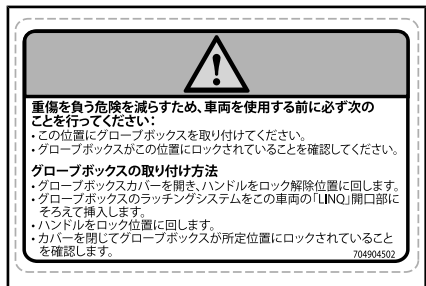 重傷を負う危険を減らすため、車両を使用する前に必ず次の
ことを行ってください:
・この位置にグローブボックスを取り付けてください。
・グローブボックスがこの位置にロックされていることを確認してください。
グローブボックスの取り付け方法
・グローブボックスカバーを開き、ハンドルをロック解除位置に回します。
・グローブボックスのラッチングシステムをこの車両の「LINQ」開口部に
そろえて挿入します。
・ハンドルをロック位置に回します。
・カバーを閉じてグローブボックスが所定位置にロックされていること
を確認します。
704904502